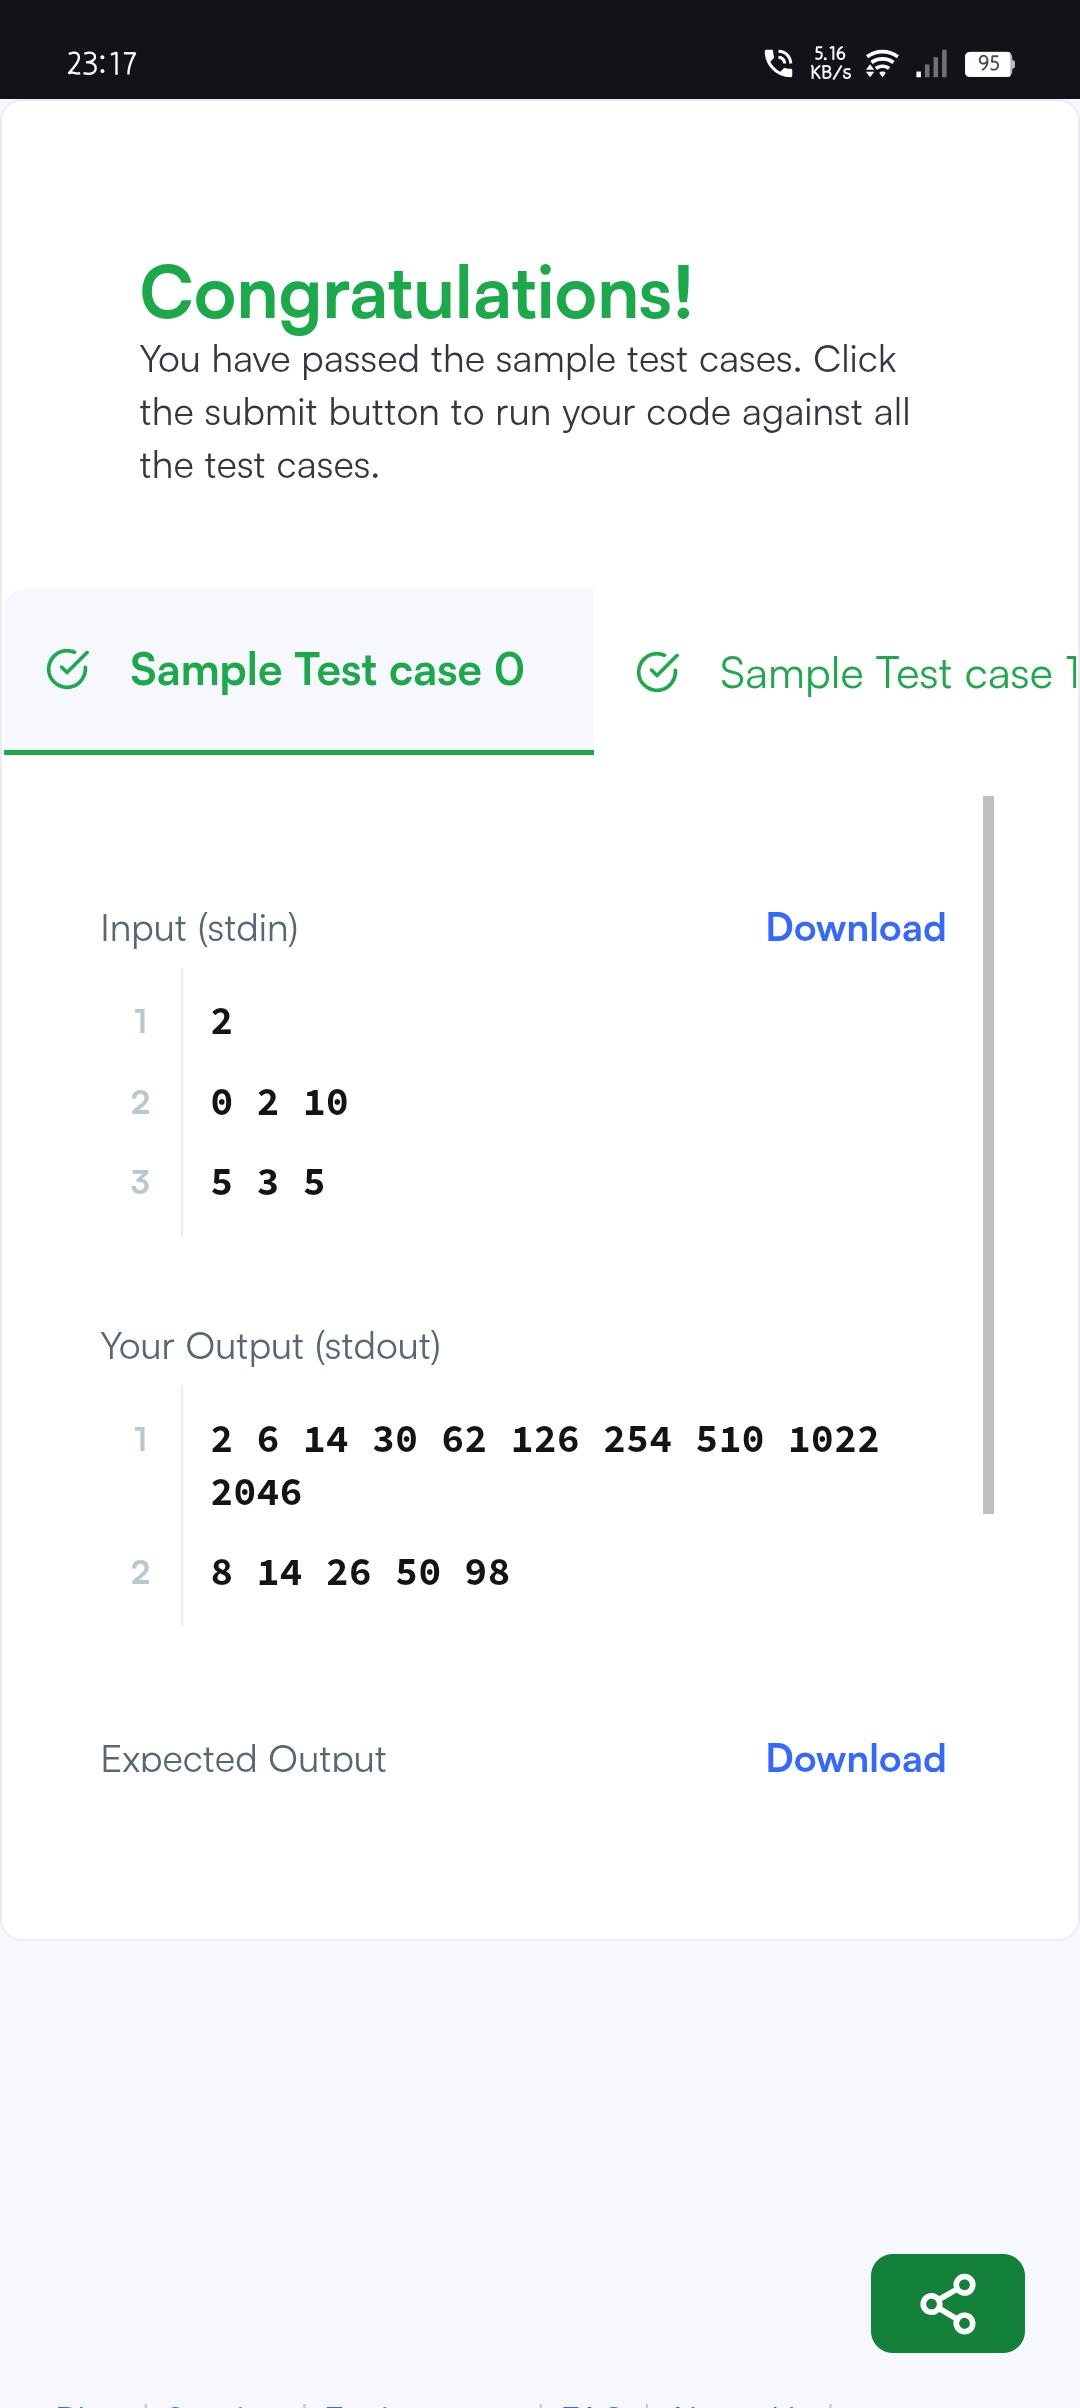 23:17
5.16
KB/s
95
Congratulations!
You have passed the sample test cases. Click
the submit button to run your code against all
the test cases.
Sample Test case 0
Sample Test case 1
Input (stdin)
Download
1 2
2 0 2 10
3 5 3 5
Your Output (stdout)
1 2 6 14 30 62 126 254 510 1022
2046
2 8 14 26 50 98
Expected Output
Download